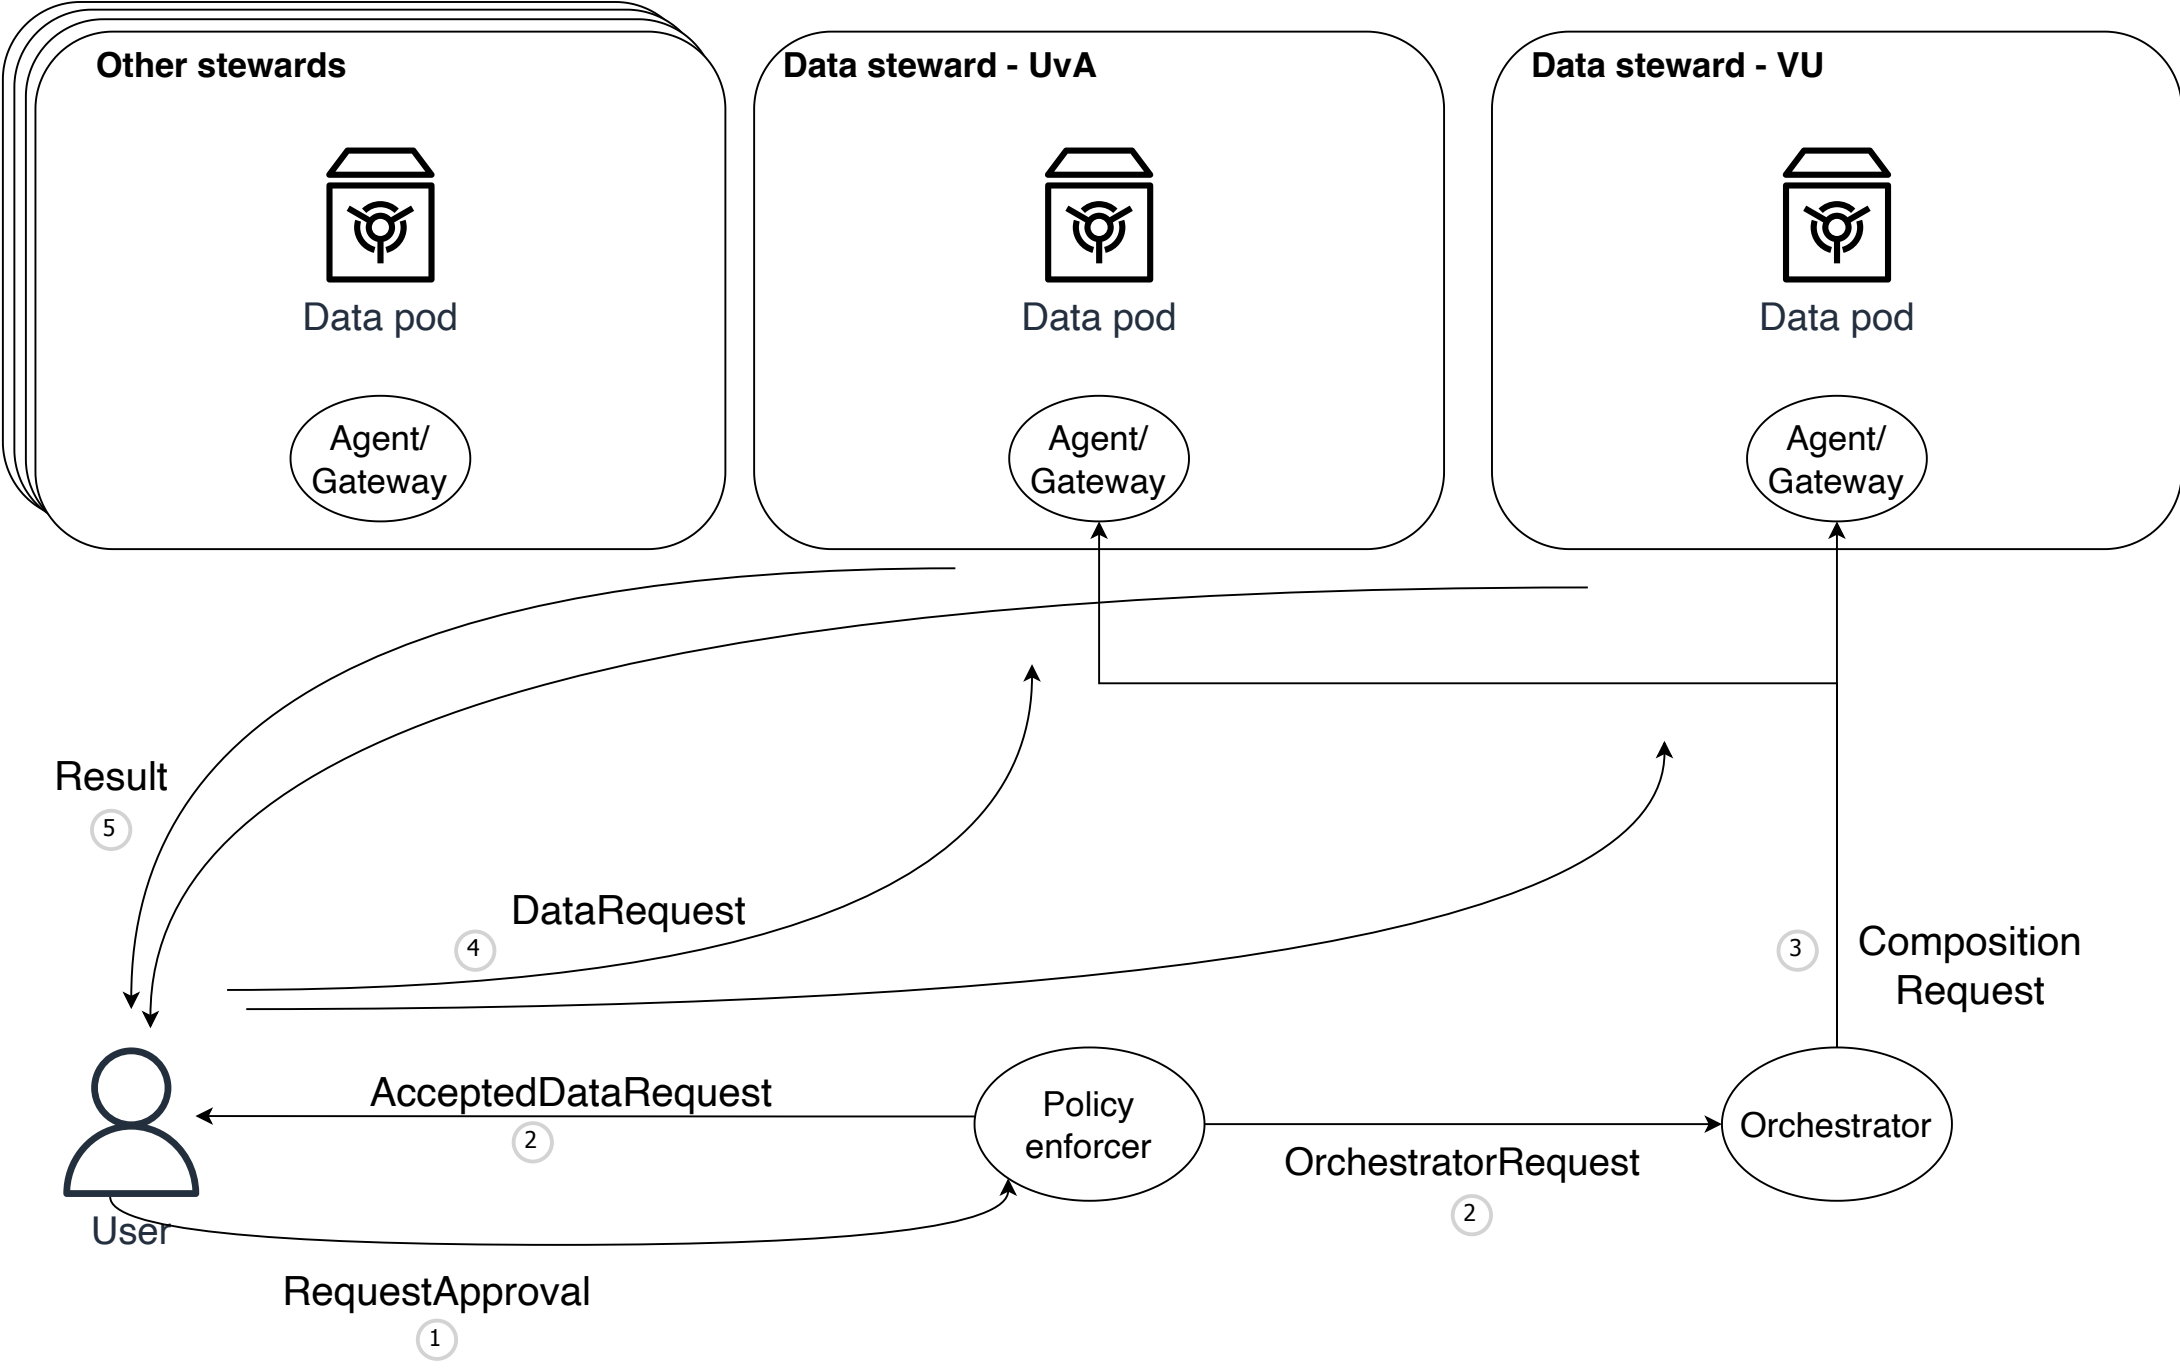 Other stewards
Data steward - UvA
Data steward - VU
Data pod
Data pod
Data pod
Agent/
Gateway
Agent/
Gateway
Agent/
Gateway
Result
5
DataRequest
4
3
Composition
Request
AcceptedDataRequest
2
Policy
enforcer
Orchestrator
OrchestratorRequest
2
User
RequestApproval
1